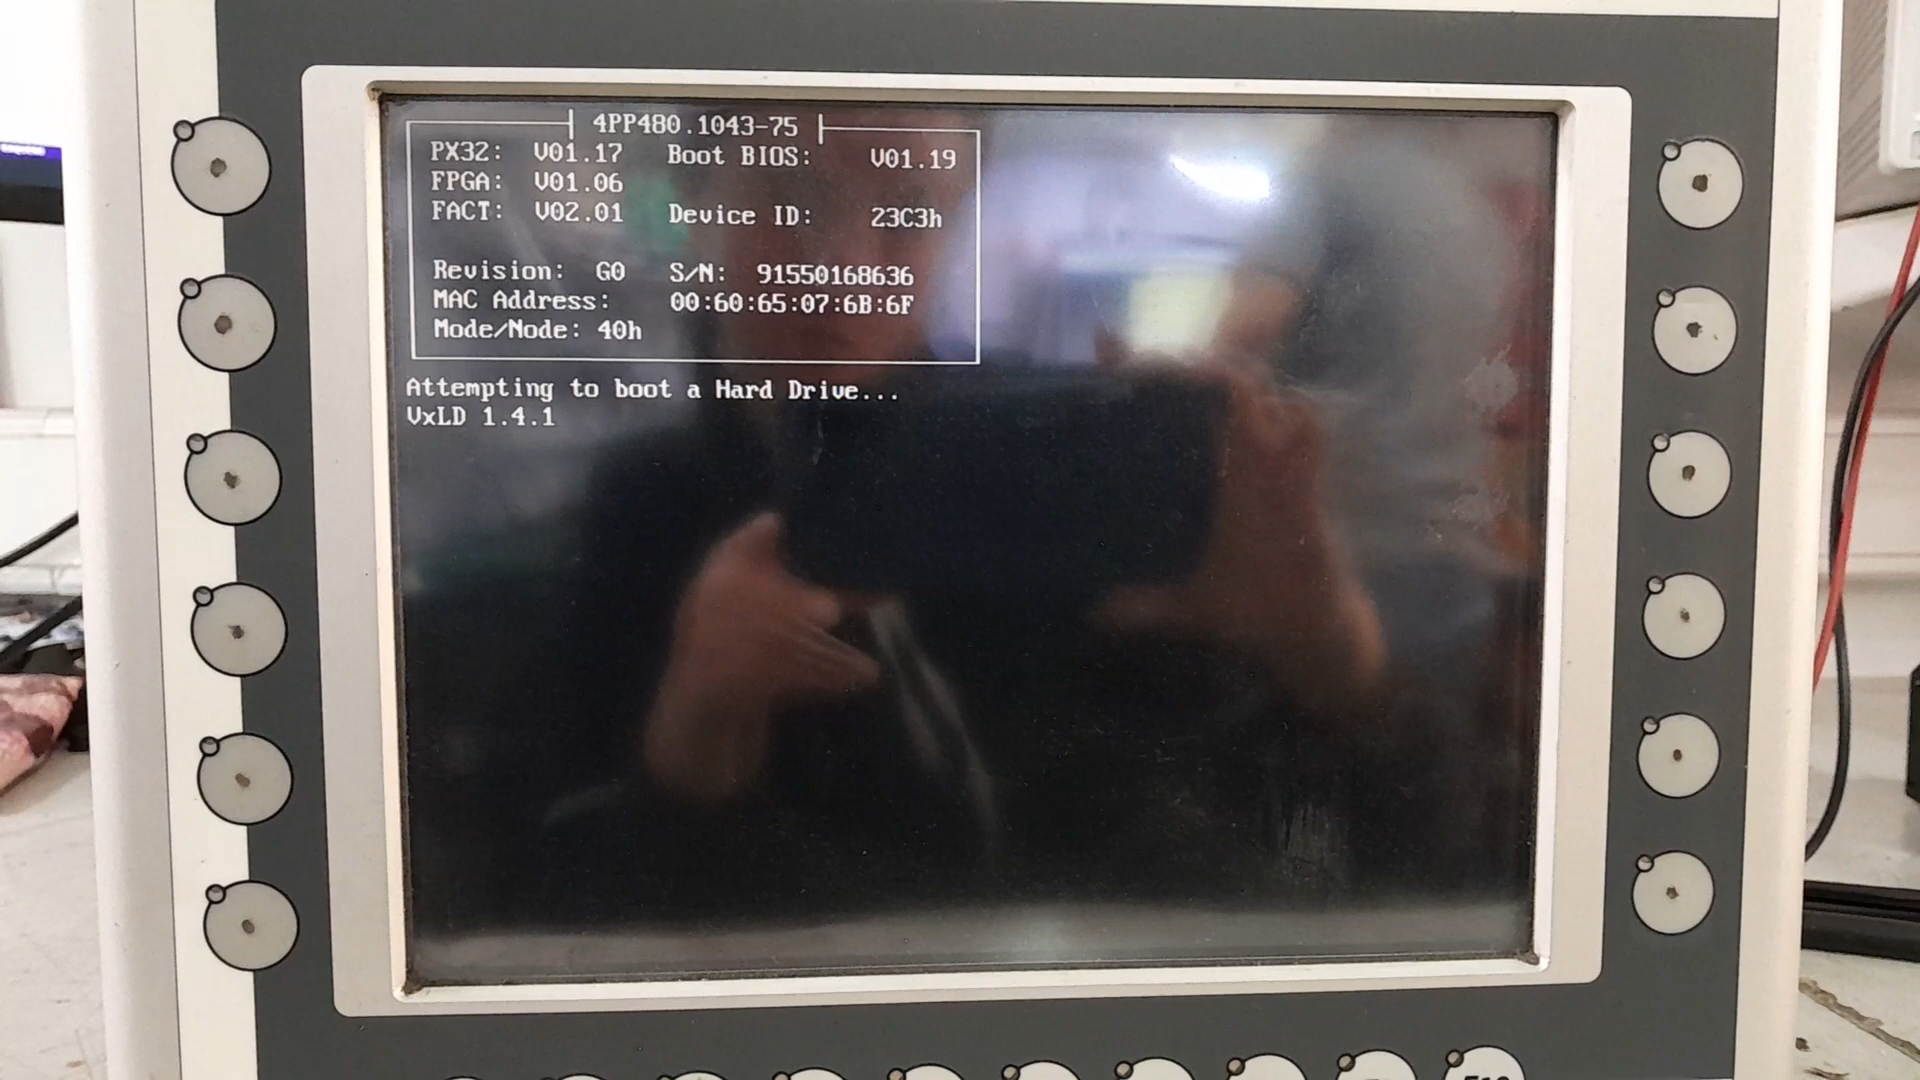 4PP480.1043-75
PX32: V01.17 Boot BIOS: V01.19
FPGA: V01.06
FACT: V02.01 Device ID: 23C3h
Revision: G0 S/N: 91550168636
MAC Address: 00:60:65:07:6B:6F
Mode/Node: 40h
Attempting to boot a Hard Drive...
VxLD 1.4.1